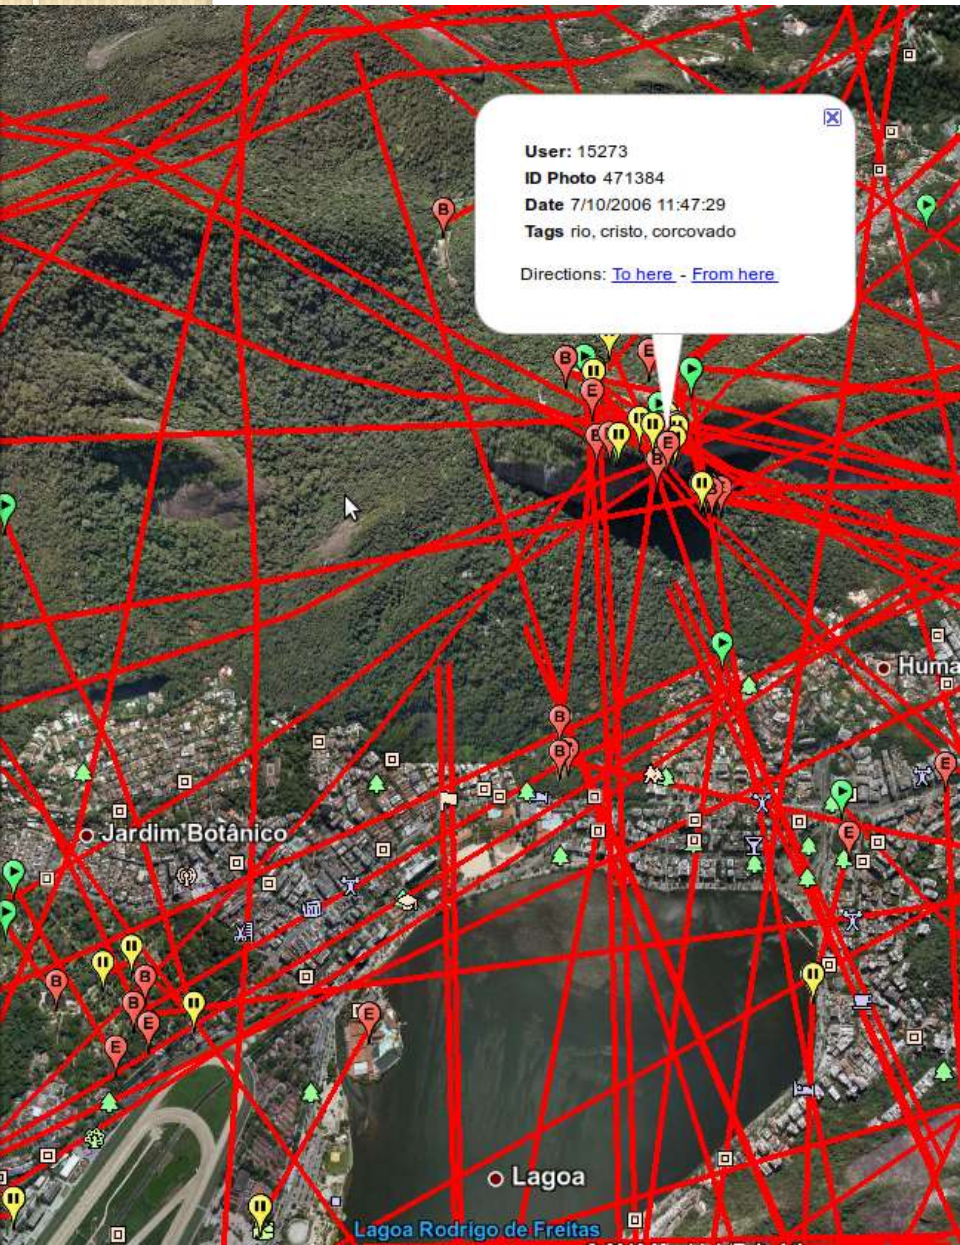 User: 15273
ID Photo 471384
Date 7/10/2006 11:47:29
Tags rio, cristo, corcovado
Directions: To here - From here
B
B
E
E
E
B
E
B
Huma
B
B
E
E
Jardim Botânico
B
B
B
E
E
E
Lagoa
Lagoa Rodrigo de Freitas